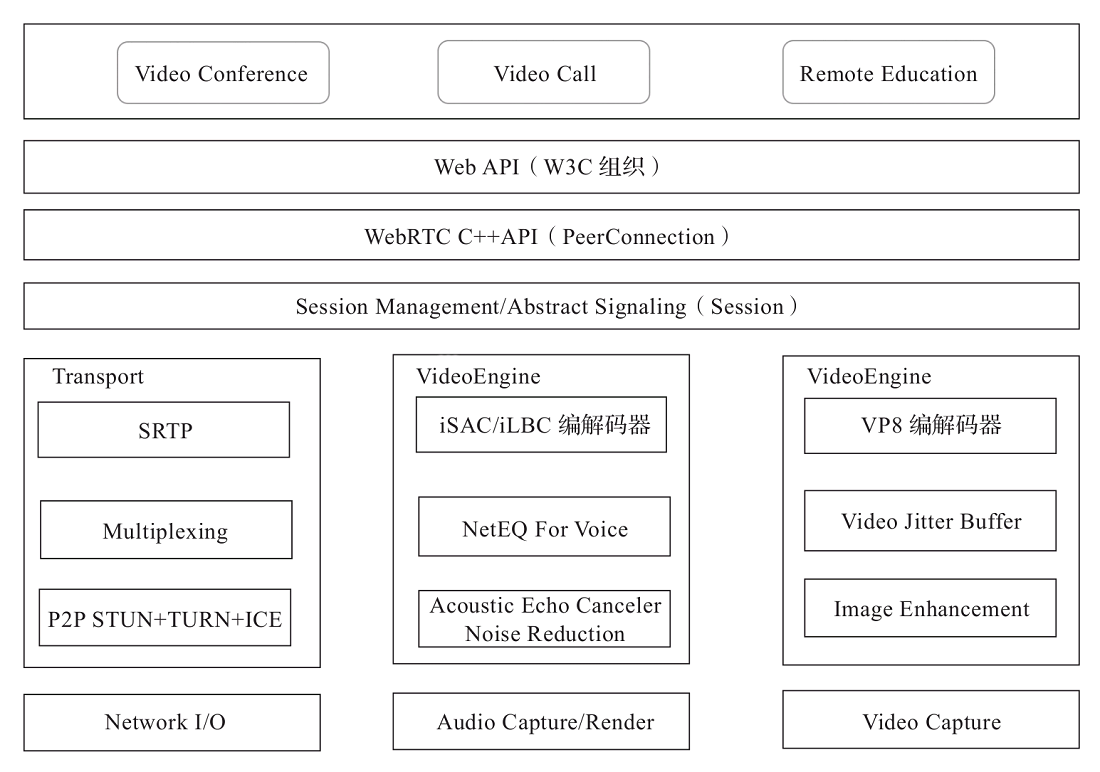 Video Conference
Video Call
Remote Education
Web API（W3C 组织）
WebRTC C++API（PeerConnection）
Session Management/Abstract Signaling（Session）
Transport
SRTP
Multiplexing
P2P STUN+TURN+ICE
VideoEngine
iSAC/iLBC 编解码器
NetEQ For Voice
Acoustic Echo Canceler
Noise Reduction
VideoEngine
VP8 编解码器
Video Jitter Buffer
Image Enhancement
Network I/O
Audio Capture/Render
Video Capture